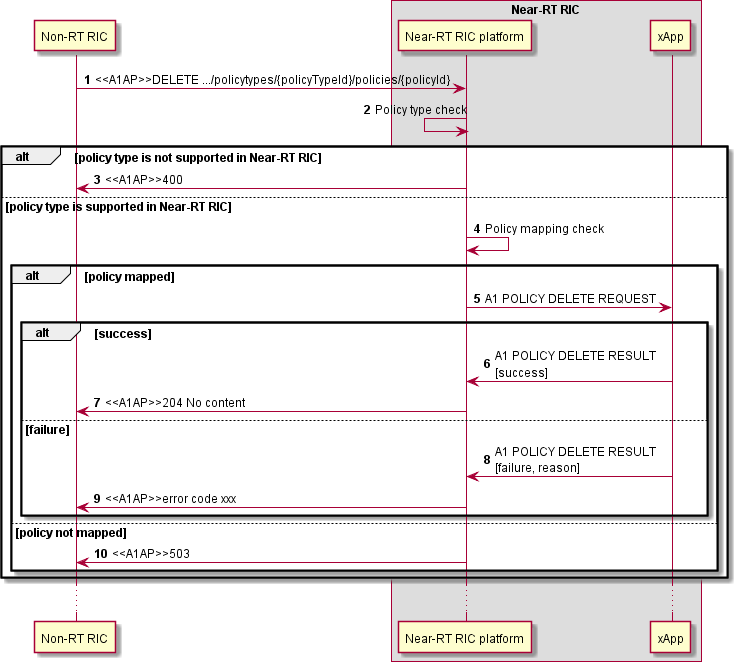 Near-RT RIC
Non-RT RIC
Near-RT RIC platform
xApp
1 <<A1AP>>DELETE .../policytypes/{policyTypeId}/policies/{policyId}
2 Policy type check
alt [policy type is not supported in Near-RT RIC]
3 <<A1AP>>400
[policy type is supported in Near-RT RIC]
4 Policy mapping check
alt [policy mapped]
5 A1 POLICY DELETE REQUEST
alt [success]
6 A1 POLICY DELETE RESULT
[success]
7 <<A1AP>>204 No content
[failure]
8 A1 POLICY DELETE RESULT
[failure, reason]
9 <<A1AP>>error code xxx
[policy not mapped]
10 <<A1AP>>503
Non-RT RIC
Near-RT RIC platform
xApp